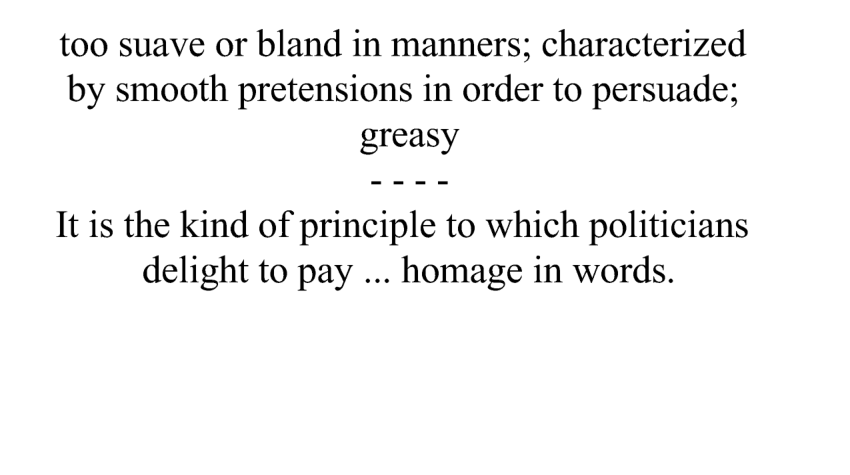 too suave or bland in manners; characterized
by smooth pretensions in order to persuade;
greasy
- - - -
It is the kind of principle to which politicians
delight to pay ... homage in words.